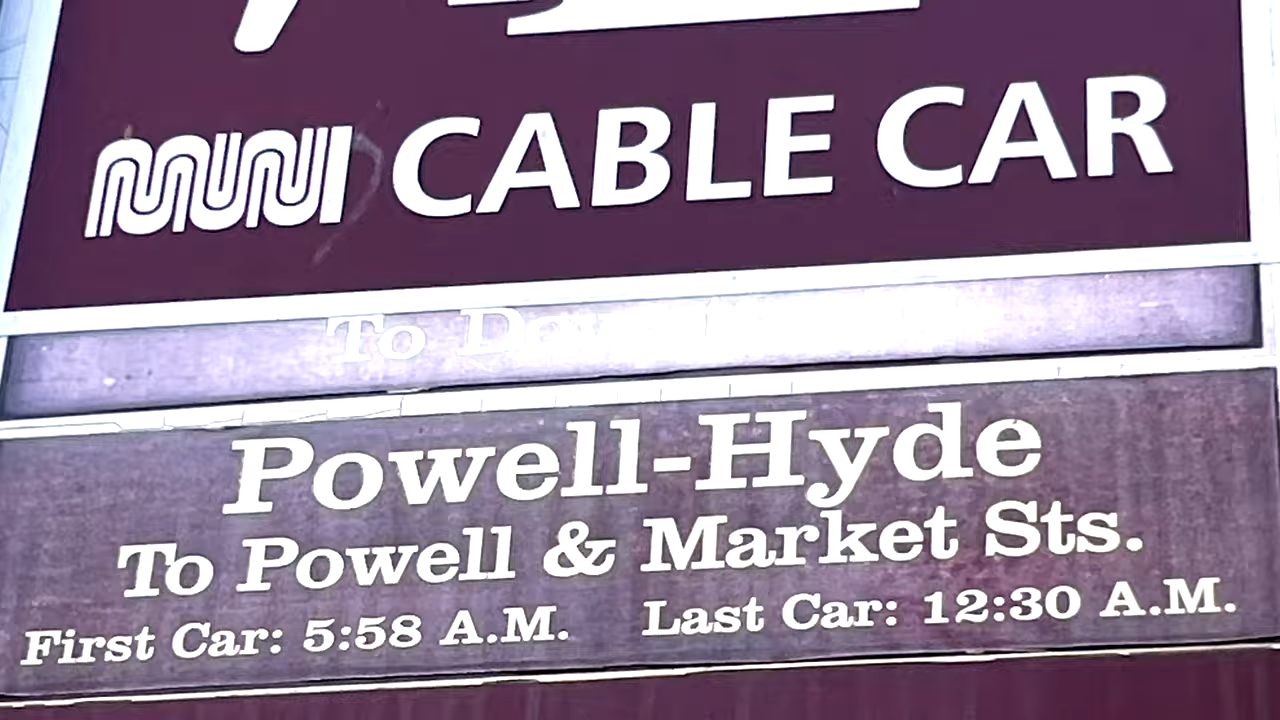 muni CABLE CAR
To
Powell-Hyde
To Powell & Market Sts.
First Car: 5:58 A.M. Last Car: 12:30 A.M.